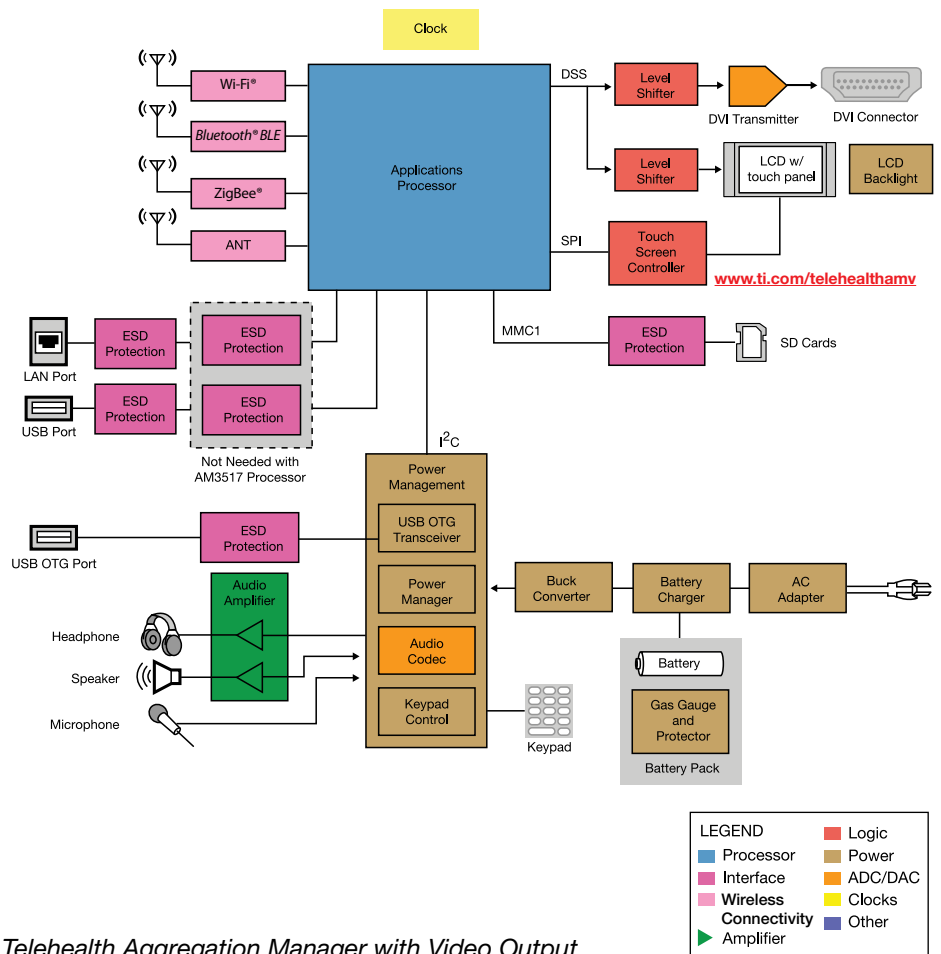 Clock
Wi-Fi®
Bluetooth® BLE
ZigBee®
ANT
Applications
Processor
DSS
Level
Shifter
DVI Transmitter
DVI Connector
Level
Shifter
LCD w/
touch panel
LCD
Backlight
SPI
Touch
Screen
Controller
www.ti.com/telehealthamv
MMC1
ESD
Protection
SD Cards
LAN Port
ESD
Protection
ESD
Protection
USB Port
ESD
Protection
ESD
Protection
Not Needed with
AM3517 Processor
I²C
Power
Management
USB OTG
Transceiver
Power
Manager
Audio
Codec
Keypad
Control
USB OTG Port
ESD
Protection
Audio
Amplifier
Headphone
Speaker
Microphone
Keypad
Buck
Converter
Battery
Charger
AC
Adapter
Battery
Gas Gauge
and
Protector
Battery Pack
LEGEND
Processor
Interface
Wireless
Connectivity
Amplifier
Logic
Power
ADC/DAC
Clocks
Other
Telehealth Aggregation Manager with Video Output